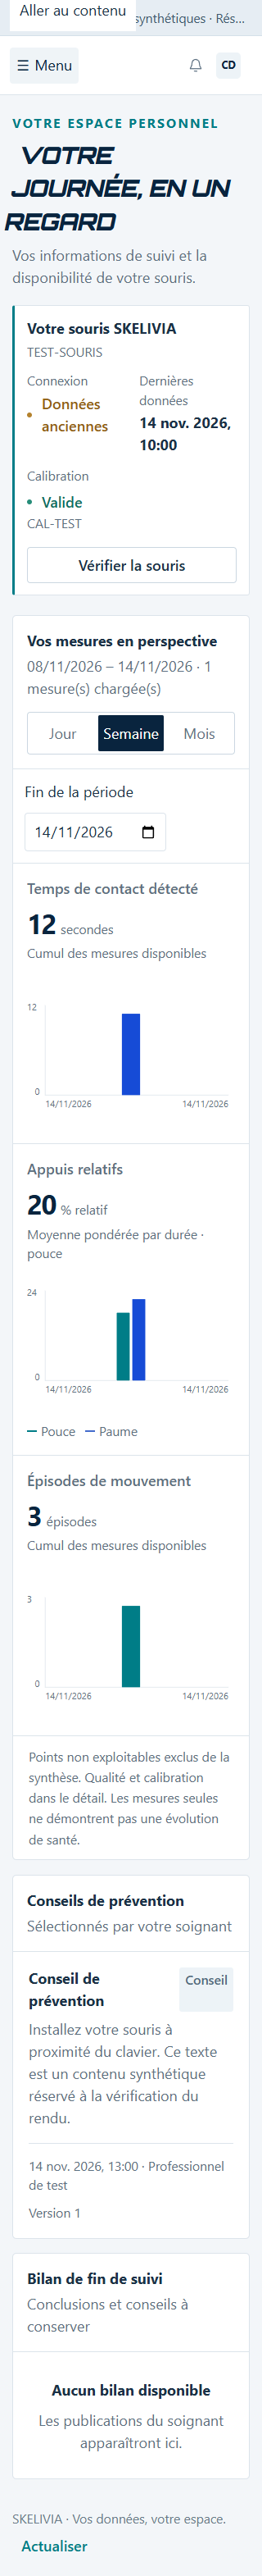 Aller au contenu
synthétiques · Rés...
☰ Menu
CD
VOTRE ESPACE PERSONNEL
VOTRE
JOURNÉE, EN UN
REGARD
Vos informations de suivi et la
disponibilité de votre souris.
Votre souris SKELIVIA
TEST-SOURIS
Connexion
Données
anciennes
Dernières
données
14 nov. 2026,
10:00
Calibration
Valide
CAL-TEST
Vérifier la souris
Vos mesures en perspective
08/11/2026 – 14/11/2026 · 1
mesure(s) chargée(s)
Jour Semaine Mois
Fin de la période
14/11/2026
Temps de contact détecté
12 secondes
Cumul des mesures disponibles
12
0
14/11/2026 14/11/2026
Appuis relatifs
20 % relatif
Moyenne pondérée par durée ·
pouce
24
0
14/11/2026 14/11/2026
Pouce Paume
Épisodes de mouvement
3 épisodes
Cumul des mesures disponibles
3
0
14/11/2026 14/11/2026
Points non exploitables exclus de la
synthèse. Qualité et calibration
dans le détail. Les mesures seules
ne démontrent pas une évolution
de santé.
Conseils de prévention
Sélectionnés par votre soignant
Conseil de
prévention
Conseil
Installez votre souris à
proximité du clavier. Ce texte
est un contenu synthétique
réservé à la vérification du
rendu.
14 nov. 2026, 13:00 · Professionnel
de test
Version 1
Bilan de fin de suivi
Conclusions et conseils à
conserver
Aucun bilan disponible
Les publications du soignant
apparaîtront ici.
SKELIVIA · Vos données, votre espace.
Actualiser